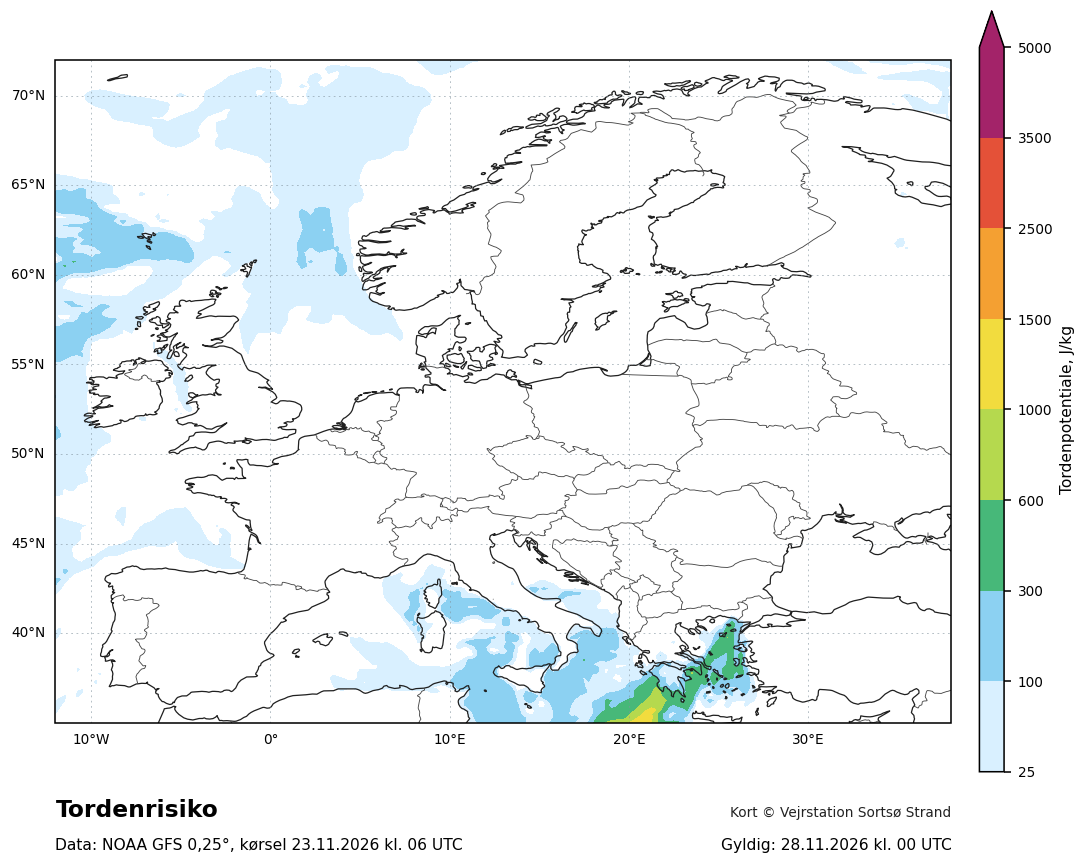 5000
3500
2500
1500
1000
600
300
100
25
Tordenpotentiale, J/kg
70°N
65°N
60°N
55°N
50°N
45°N
40°N
10°W
0°
10°E
20°E
30°E
Tordenrisiko
Kort © Vejrstation Sortsø Strand
Data: NOAA GFS 0,25°, kørsel 23.11.2026 kl. 06 UTC
Gyldig: 28.11.2026 kl. 00 UTC